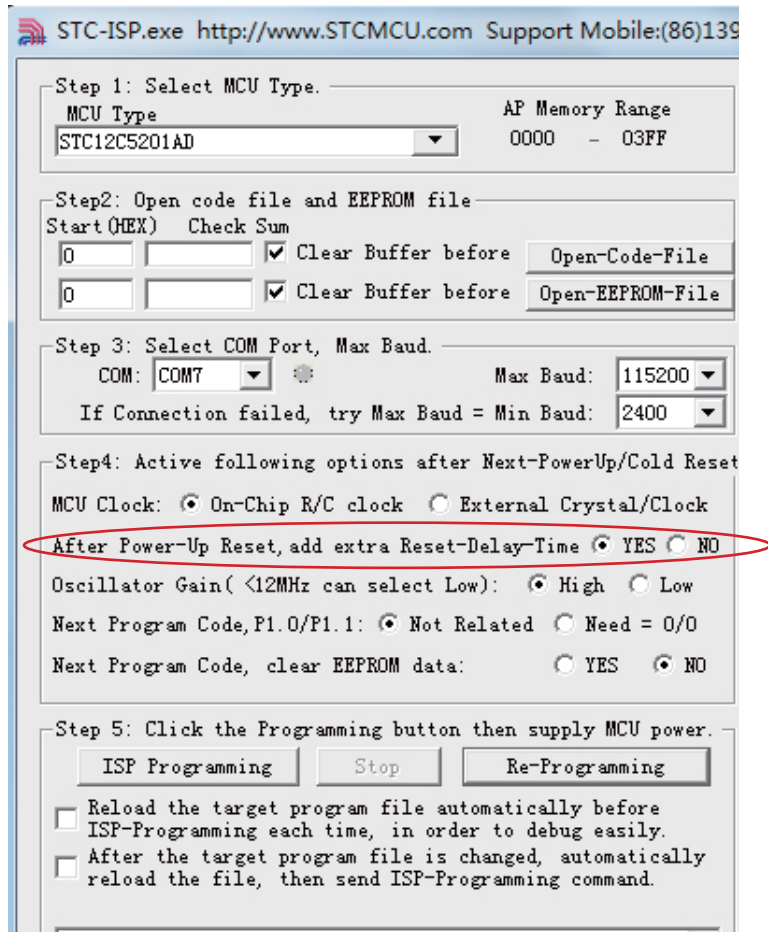 STC-ISP.exe http://www.STCMCU.com Support Mobile:(86)139
Step 1: Select MCU Type.
MCU Type AP Memory Range
STC12C5201AD 0000 - 03FF
Step2: Open code file and EEPROM file
Start(HEX) Check Sum
0 Clear Buffer before Open-Code-File
0 Clear Buffer before Open-EEPROM-File
Step 3: Select COM Port, Max Baud.
COM: COM7 Max Baud: 115200
If Connection failed, try Max Baud = Min Baud: 2400
Step4: Active following options after Next-PowerUp/Cold Reset
MCU Clock: On-Chip R/C clock External Crystal/Clock
After Power-Up Reset, add extra Reset-Delay-Time YES NO
Oscillator Gain( <12MHz can select Low): High Low
Next Program Code, P1.0/P1.1: Not Related Need = 0/0
Next Program Code, clear EEPROM data: YES NO
Step 5: Click the Programming button then supply MCU power.
ISP Programming Stop Re-Programming
Reload the target program file automatically before
ISP-Programming each time, in order to debug easily.
After the target program file is changed, automatically
reload the file, then send ISP-Programming command.